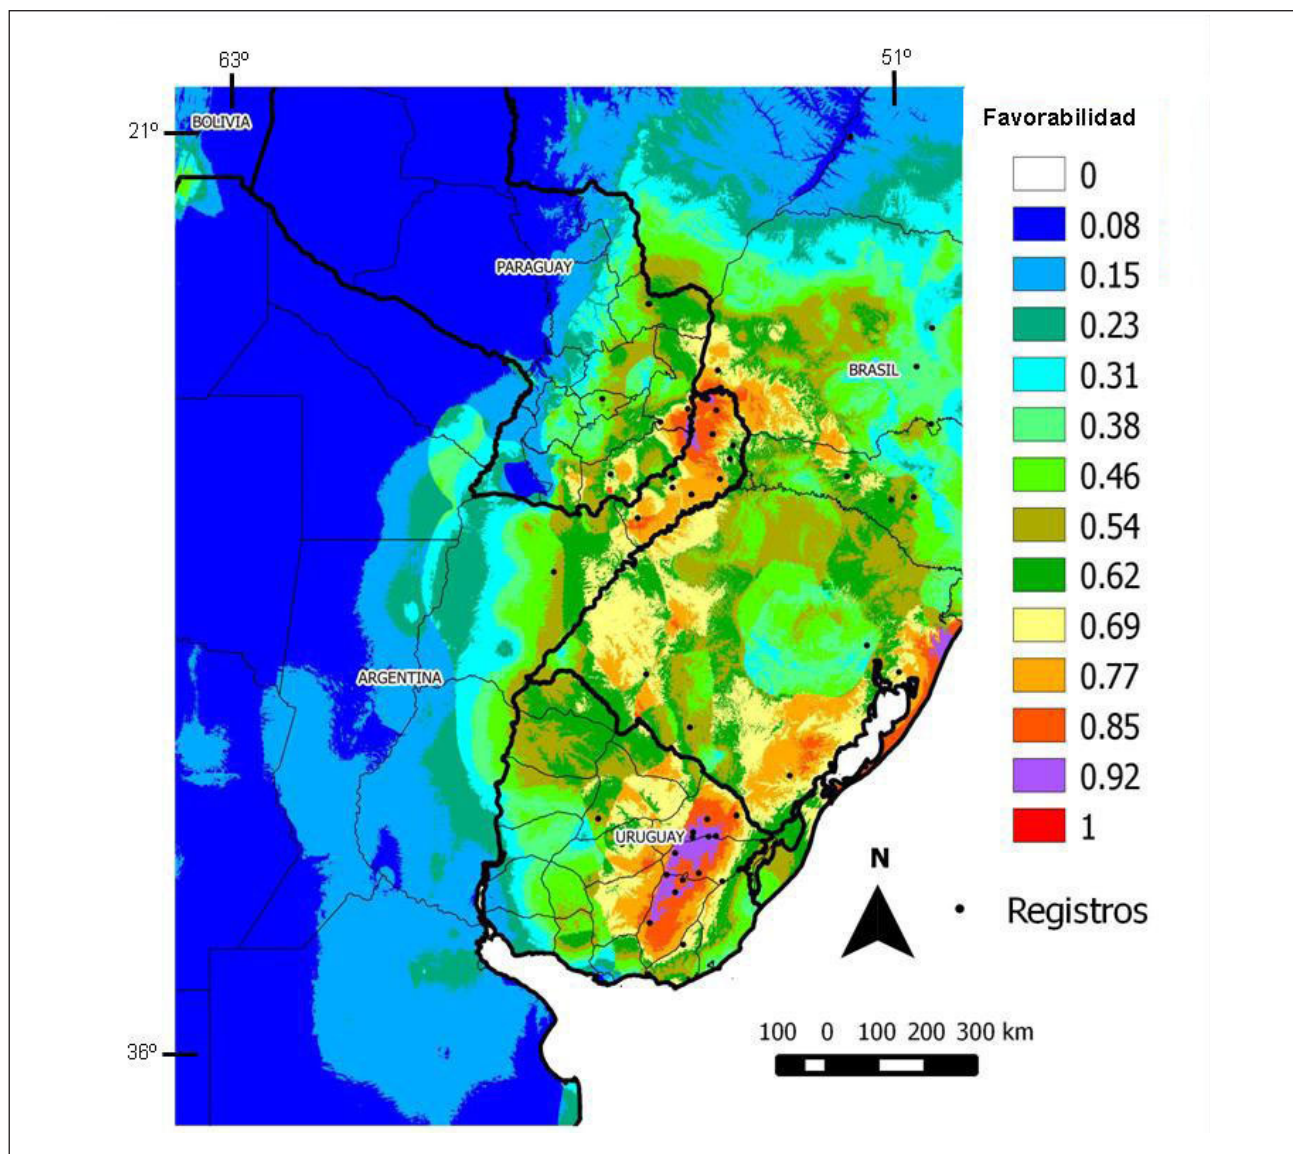 63º
51º
21º
BOLIVIA
PARAGUAY
BRASIL
ARGENTINA
URUGUAY
36º
Favorabilidad
0
0.08
0.15
0.23
0.31
0.38
0.46
0.54
0.62
0.69
0.77
0.85
0.92
1
N
Registros
100 0 100 200 300 km